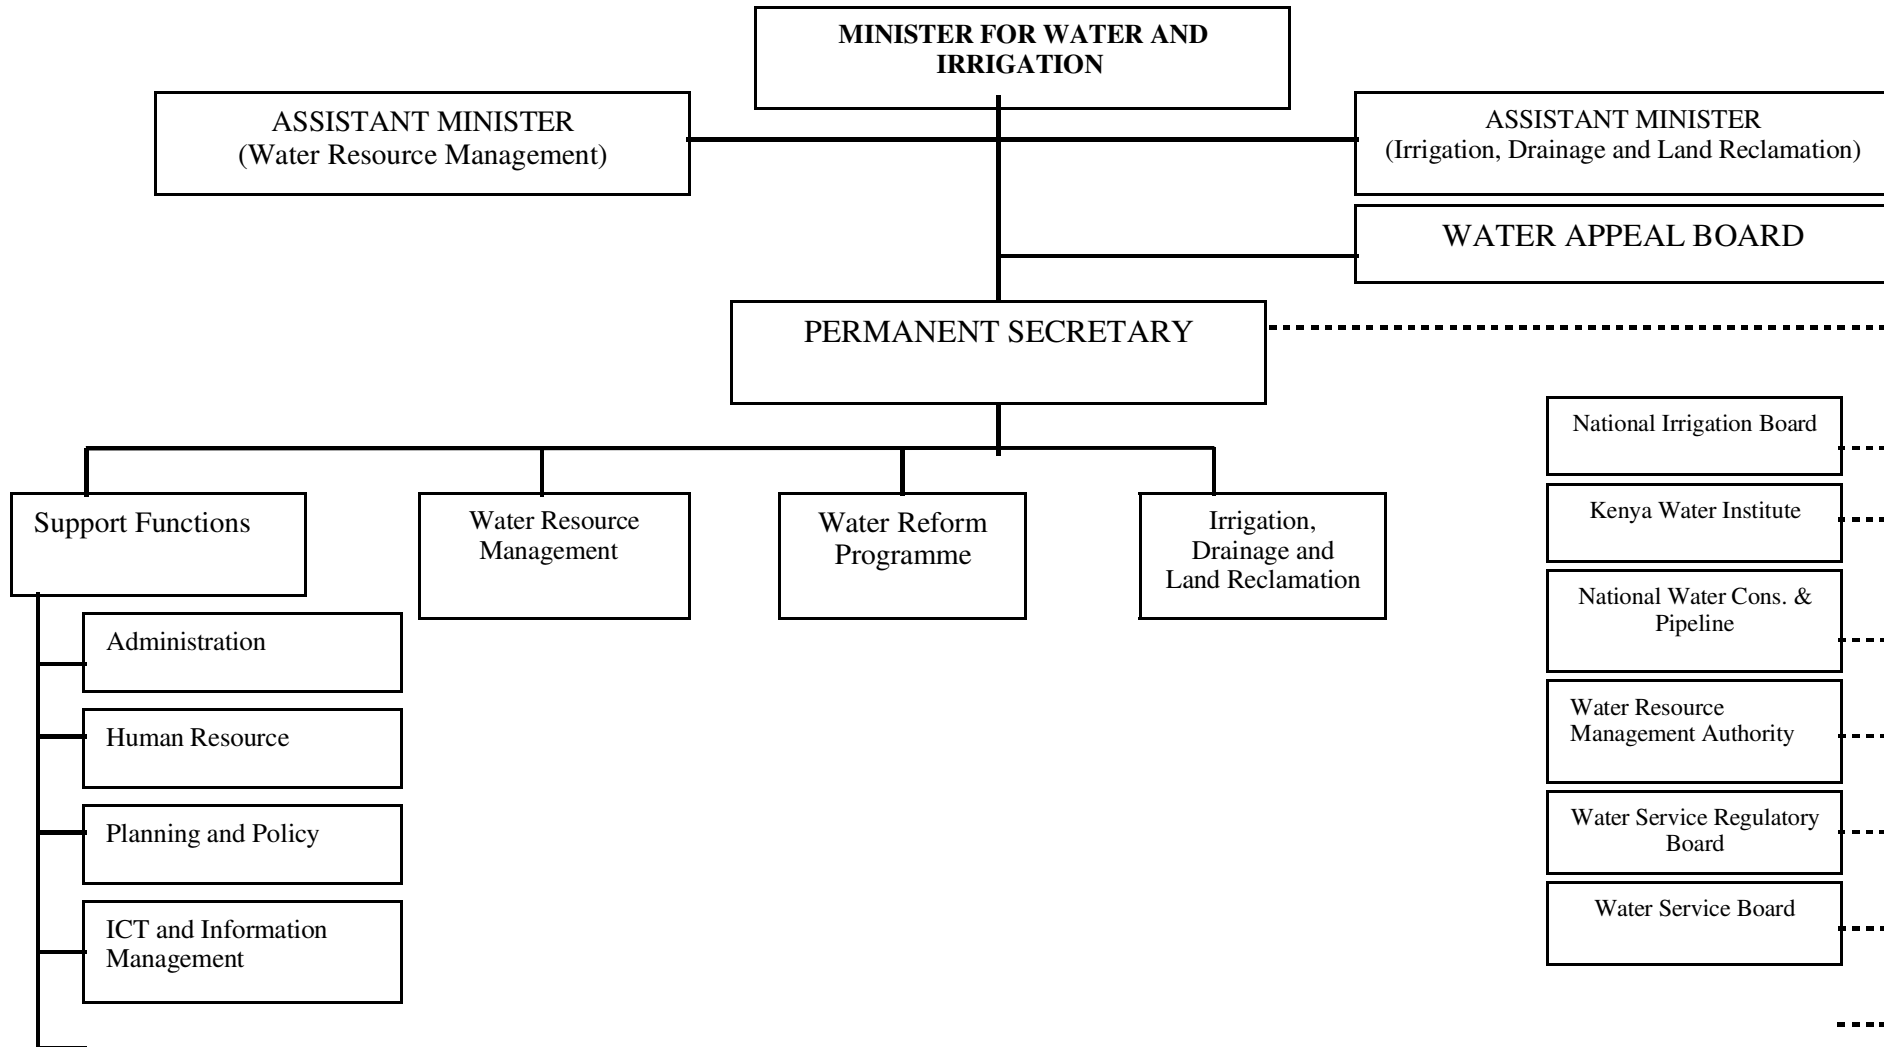 MINISTER FOR WATER AND
IRRIGATION
ASSISTANT MINISTER
(Water Resource Management)
ASSISTANT MINISTER
(Irrigation, Drainage and Land Reclamation)
WATER APPEAL BOARD
PERMANENT SECRETARY
Support Functions
Water Resource
Management
Water Reform
Programme
Irrigation,
Drainage and
Land Reclamation
Administration
Human Resource
Planning and Policy
ICT and Information
Management
National Irrigation Board
Kenya Water Institute
National Water Cons. &
Pipeline
Water Resource
Management Authority
Water Service Regulatory
Board
Water Service Board